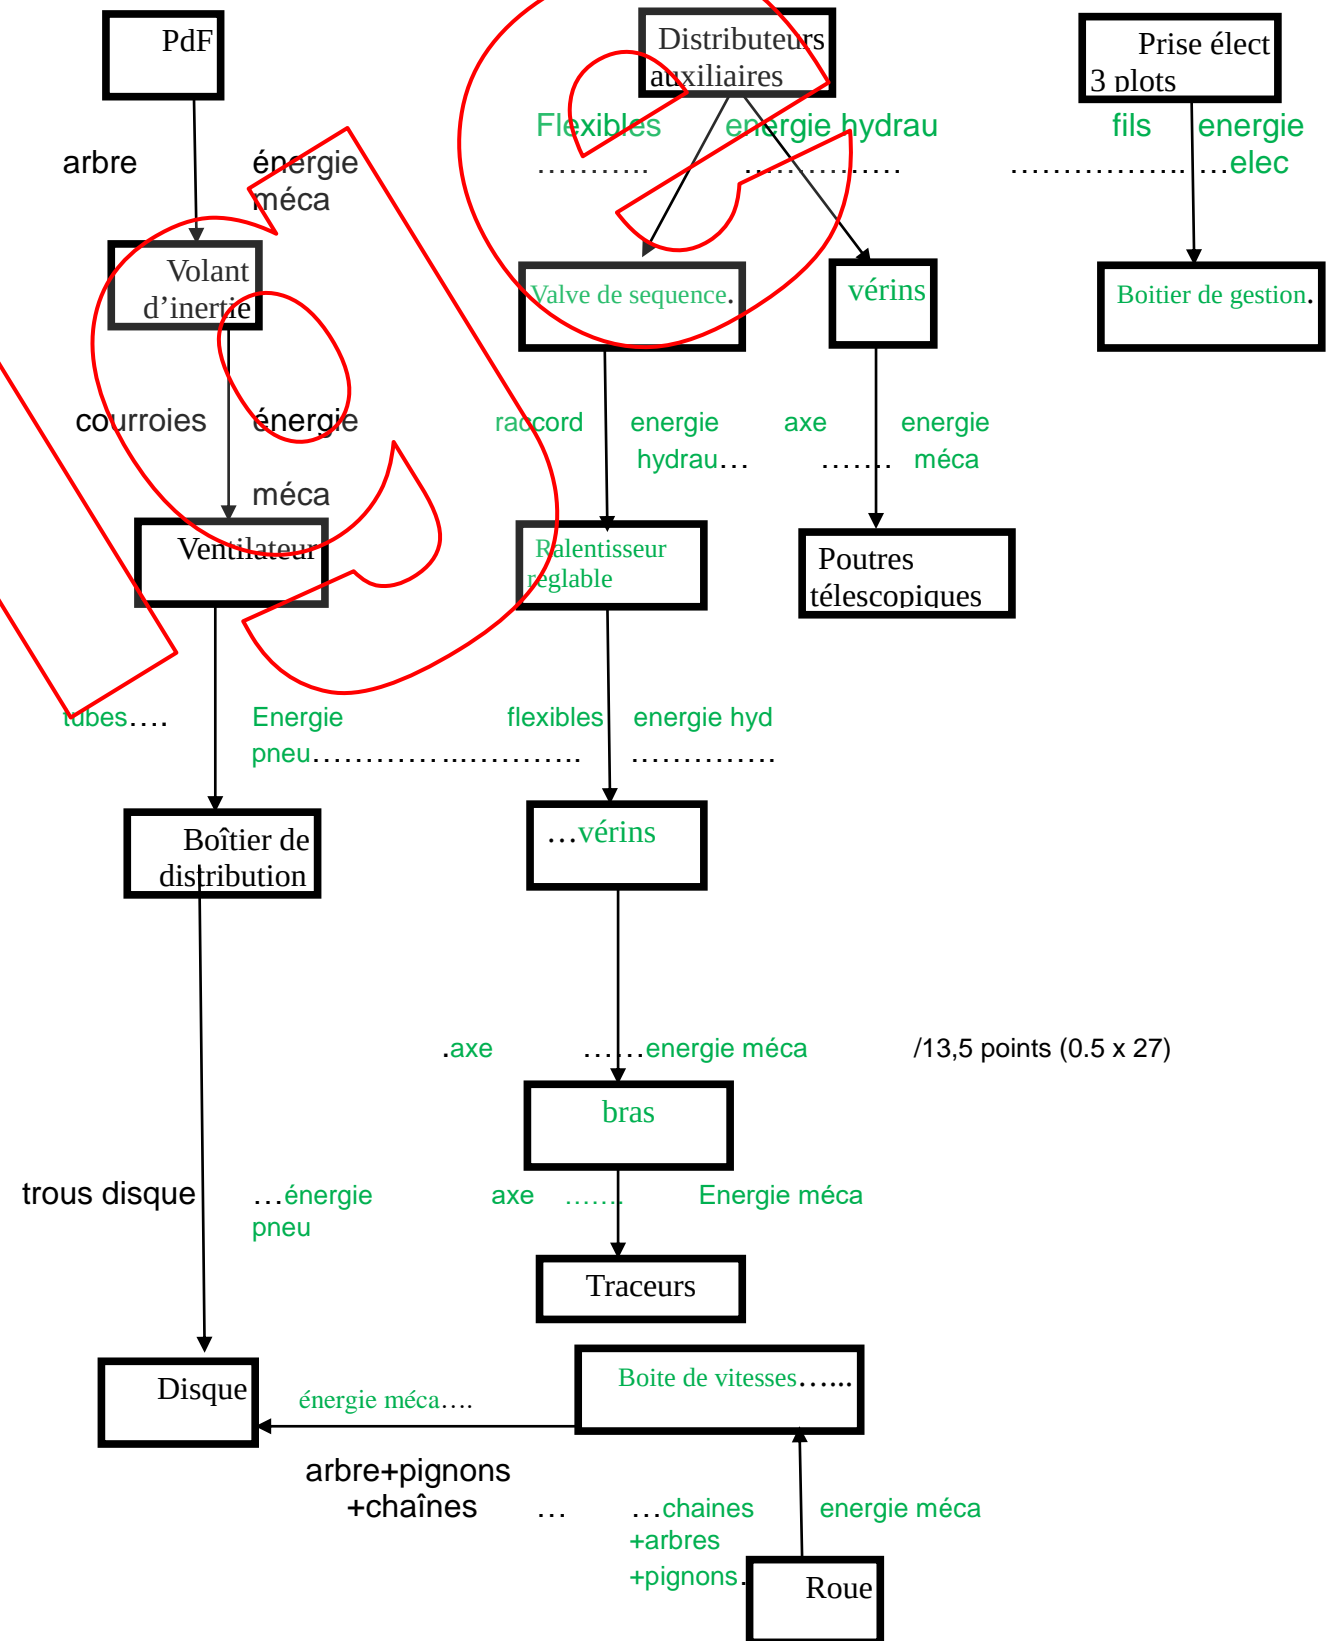 PdF
Distributeurs
auxiliaires
Prise élect
3 plots
Flexibles energie hydrau
fils energie
arbre énergie
méca
……….. …………… …………….. …elec
Volant
d’inertie
Valve de sequence.
vérins
Boitier de gestion.
courroies énergie
méca
raccord energie
hydrau…
axe energie
……. méca
Ventilateur
Ralentisseur
reglable
Poutres
télescopiques
tubes…. Energie
pneu…………..………..
flexibles energie hyd
…………..
Boîtier de
distribution
…vérins
.axe ……energie méca /13,5 points (0.5 x 27)
bras
trous disque …énergie
pneu
axe ……. Energie méca
Traceurs
Disque
Boite de vitesses…...
énergie méca….
arbre+pignons
+chaînes … …chaines
+arbres
+pignons.
energie méca
Roue